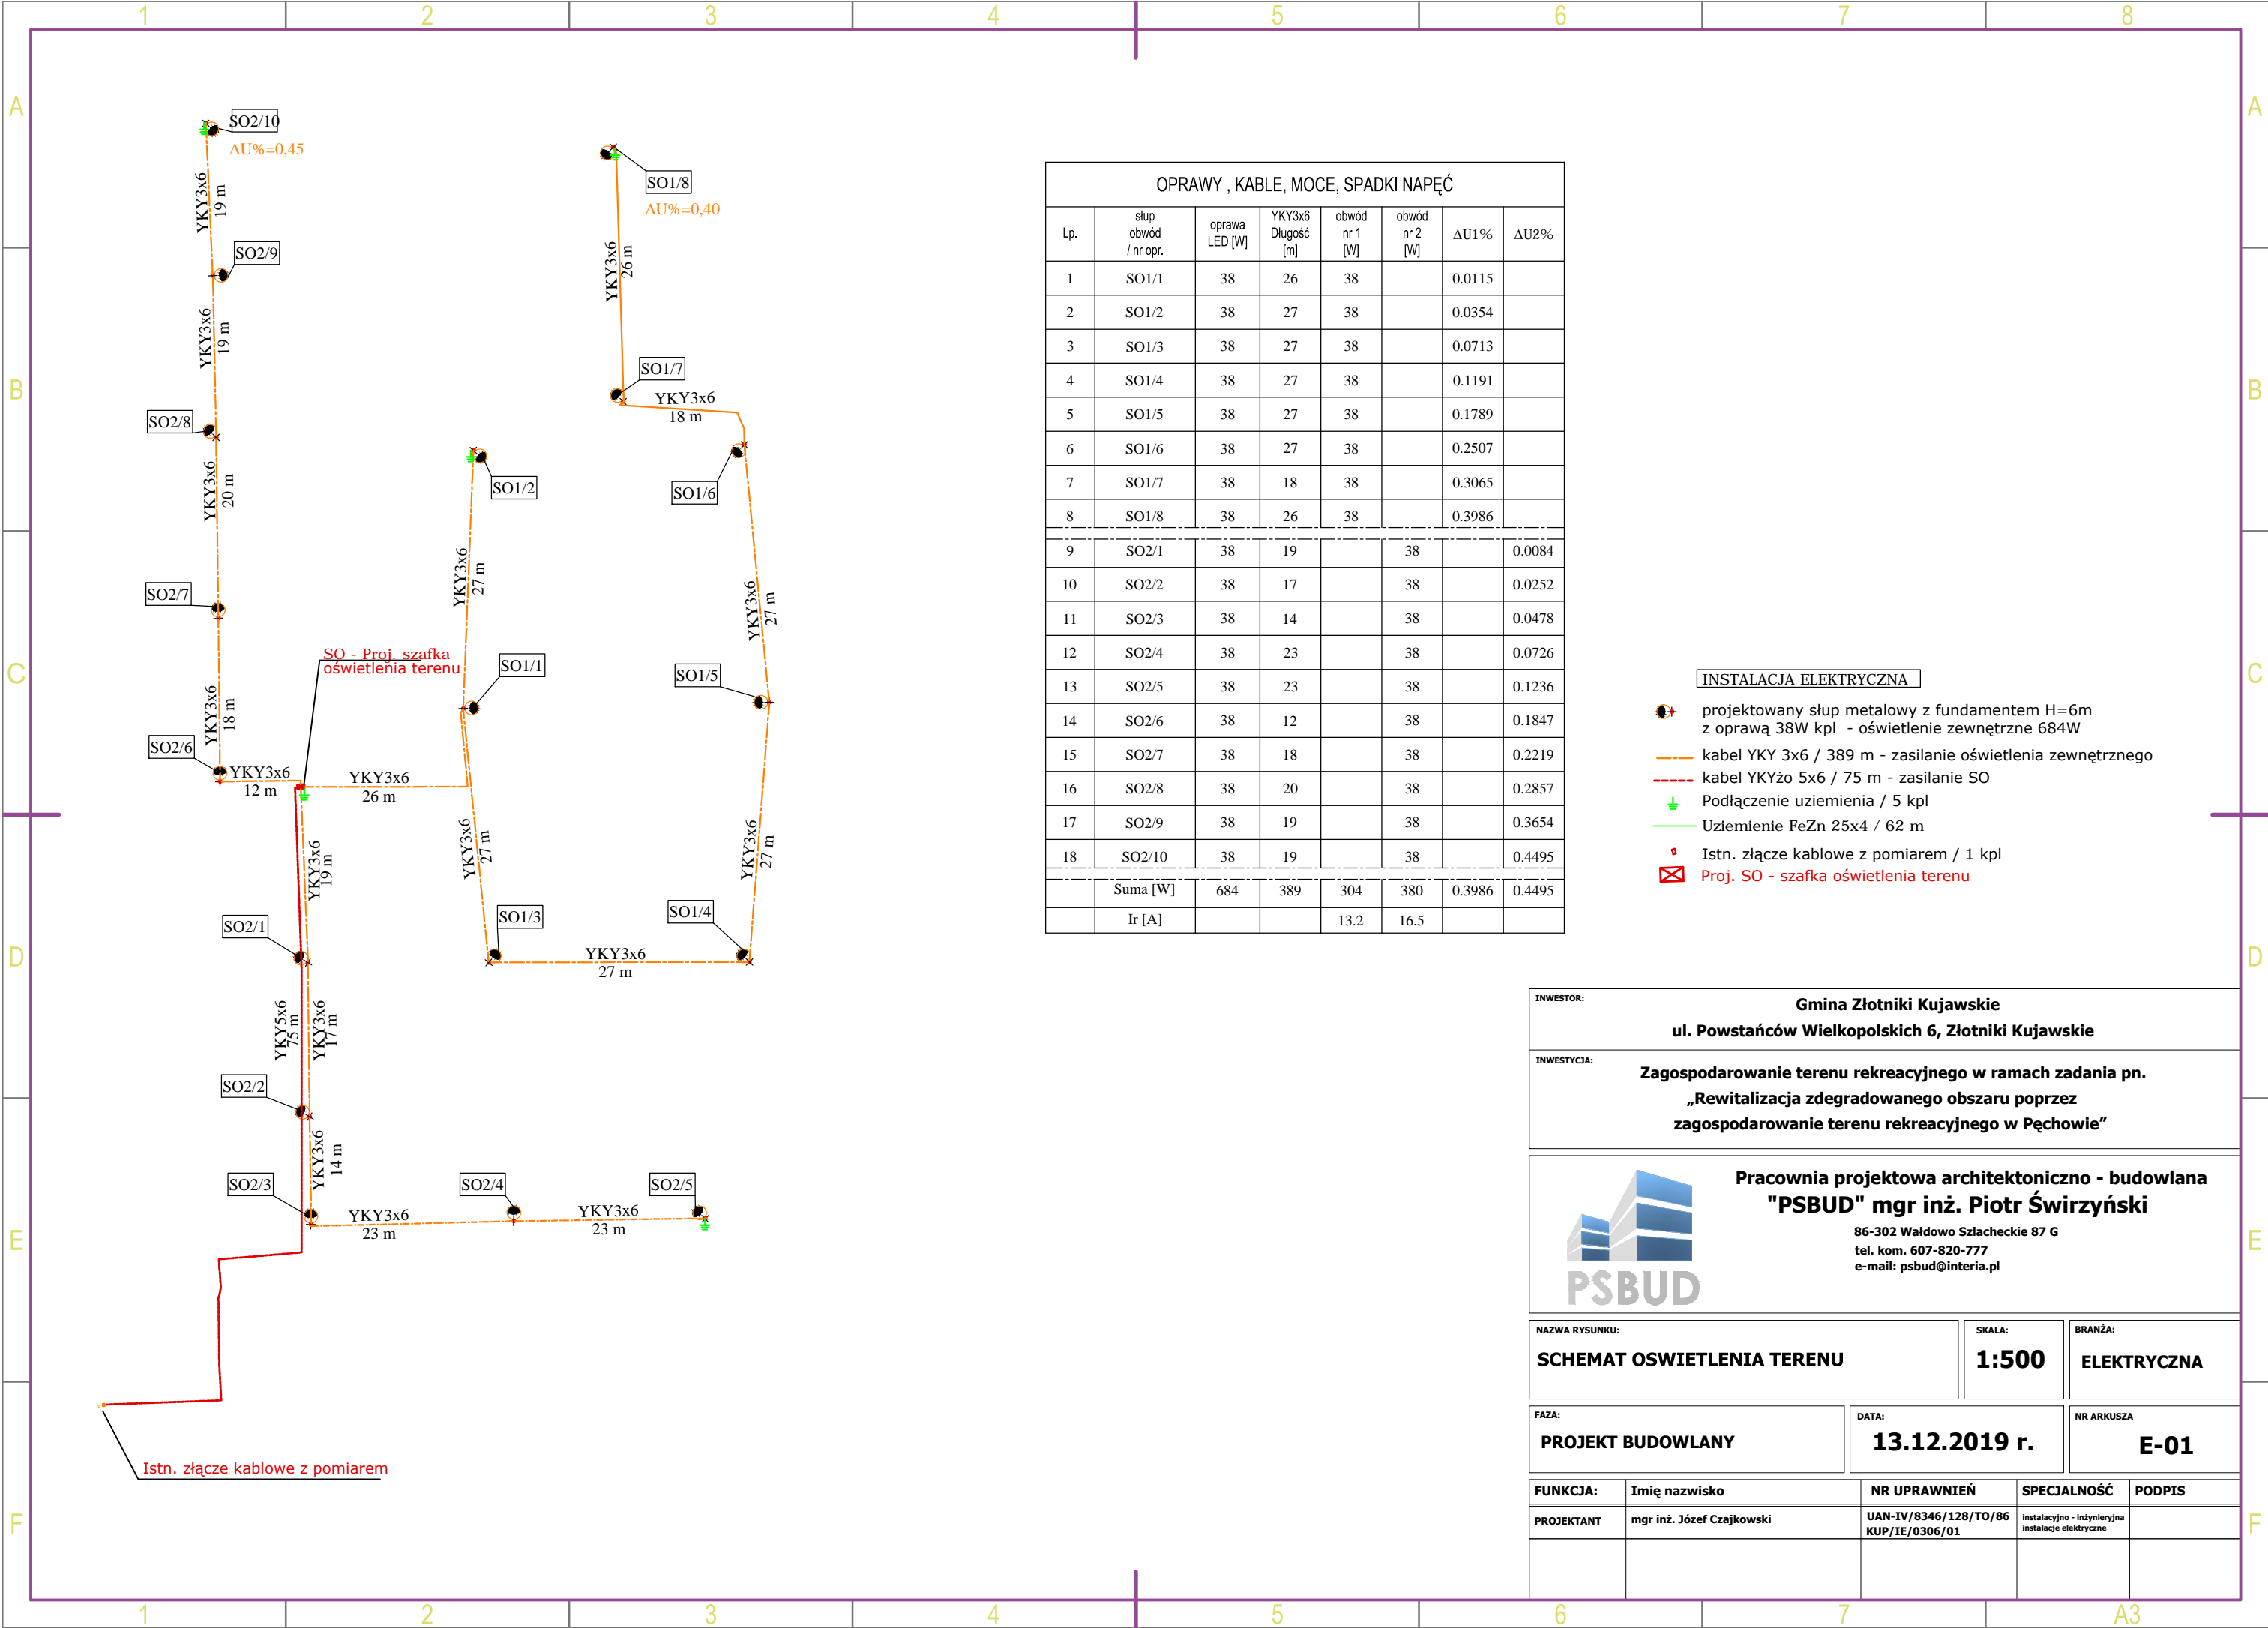 1 2 3 4 5 6 7 8
A A
B B
C C
D D
E E
F F
SO2/10
ΔU%=0,45
YKY3x6
19 m
SO2/9
YKY3x6
19 m
SO2/8
YKY3x6
20 m
SO2/7
YKY3x6
18 m
SO2/6
YKY3x6
12 m
SO - Proj. szafka
oświetlenia terenu
YKY3x6
26 m
SO1/8
ΔU%=0,40
YKY3x6
26 m
SO1/7
YKY3x6
18 m
SO1/6
SO1/2
YKY3x6
27 m
SO1/1
YKY3x6
27 m
SO1/5
YKY3x6
27 m
YKY3x6
27 m
SO1/3
SO1/4
YKY3x6
27 m
YKY3x6
19 m
SO2/1
YKY5x6
75 m
YKY3x6
17 m
SO2/2
YKY3x6
14 m
SO2/3
SO2/4
SO2/5
YKY3x6
23 m
YKY3x6
23 m
Istn. złącze kablowe z pomiarem
OPRAWY , KABLE, MOCE, SPADKI NAPĘĆ
Lp. słup obwód / nr opr. oprawa LED [W] YKY3x6 Długość [m] obwód nr 1 [W] obwód nr 2 [W] ΔU1% ΔU2%
1 SO1/1 38 26 38 0.0115
2 SO1/2 38 27 38 0.0354
3 SO1/3 38 27 38 0.0713
4 SO1/4 38 27 38 0.1191
5 SO1/5 38 27 38 0.1789
6 SO1/6 38 27 38 0.2507
7 SO1/7 38 18 38 0.3065
8 SO1/8 38 26 38 0.3986
9 SO2/1 38 19 38 0.0084
10 SO2/2 38 17 38 0.0252
11 SO2/3 38 14 38 0.0478
12 SO2/4 38 23 38 0.0726
13 SO2/5 38 23 38 0.1236
14 SO2/6 38 12 38 0.1847
15 SO2/7 38 18 38 0.2219
16 SO2/8 38 20 38 0.2857
17 SO2/9 38 19 38 0.3654
18 SO2/10 38 19 38 0.4495
Suma [W] 684 389 304 380 0.3986 0.4495
Ir [A] 13.2 16.5
INSTALACJA ELEKTRYCZNA
projektowany słup metalowy z fundamentem H=6m
z oprawą 38W kpl - oświetlenie zewnętrzne 684W
kabel YKY 3x6 / 389 m - zasilanie oświetlenia zewnętrznego
kabel YKYżo 5x6 / 75 m - zasilanie SO
Podłączenie uziemienia / 5 kpl
Uziemienie FeZn 25x4 / 62 m
Istn. złącze kablowe z pomiarem / 1 kpl
Proj. SO - szafka oświetlenia terenu
INWESTOR:
Gmina Złotniki Kujawskie
ul. Powstańców Wielkopolskich 6, Złotniki Kujawskie
INWESTYCJA:
Zagospodarowanie terenu rekreacyjnego w ramach zadania pn.
„Rewitalizacja zdegradowanego obszaru poprzez
zagospodarowanie terenu rekreacyjnego w Pęchowie”
PSBUD
Pracownia projektowa architektoniczno - budowlana
"PSBUD" mgr inż. Piotr Świrzyński
86-302 Wałdowo Szlacheckie 87 G
tel. kom. 607-820-777
e-mail: psbud@interia.pl
NAZWA RYSUNKU:
SCHEMAT OSWIETLENIA TERENU
SKALA:
1:500
BRANŻA:
ELEKTRYCZNA
FAZA:
PROJEKT BUDOWLANY
DATA:
13.12.2019 r.
NR ARKUSZA
E-01
FUNKCJA: Imię nazwisko NR UPRAWNIEŃ SPECJALNOŚĆ PODPIS
PROJEKTANT mgr inż. Józef Czajkowski UAN-IV/8346/128/TO/86 KUP/IE/0306/01 instalacyjno - inżynieryjna instalacje elektryczne
1 2 3 4 5 6 7 A3